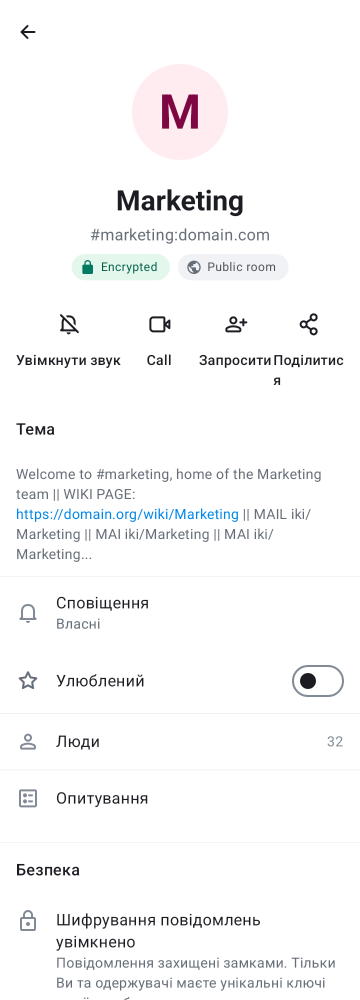 M
Marketing
#marketing:domain.com
Encrypted
Public room
Увімкнути звук
Call
Запросити
Поділитис
я
Тема
Welcome to #marketing, home of the Marketing
team || WIKI PAGE:
https://domain.org/wiki/Marketing || MAIL iki/
Marketing || MAI iki/Marketing || MAI iki/
Marketing...
Сповіщення
Власні
Улюблений
Люди
32
Опитування
Безпека
Шифрування повідомлень
увімкнено
Повідомлення захищені замками. Тільки
Ви та одержувачі маєте унікальні ключі